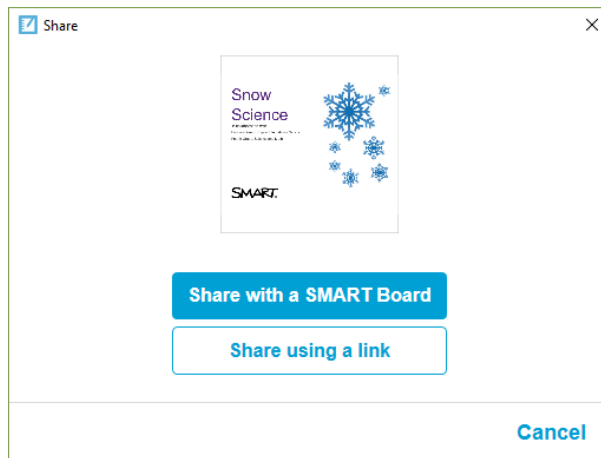 Share
Snow
Science
SMART
Share with a SMART Board
Share using a link
Cancel